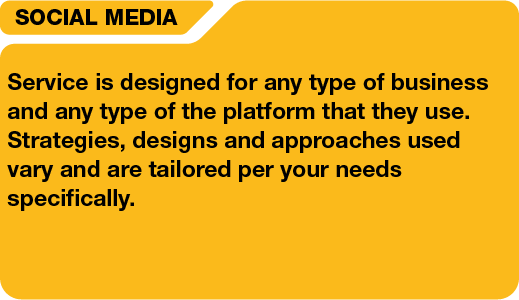 SOCIAL MEDIA
Service is designed for any type of business
and any type of the platform that they use.
Strategies, designs and approaches used
vary and are tailored per your needs
specifically.